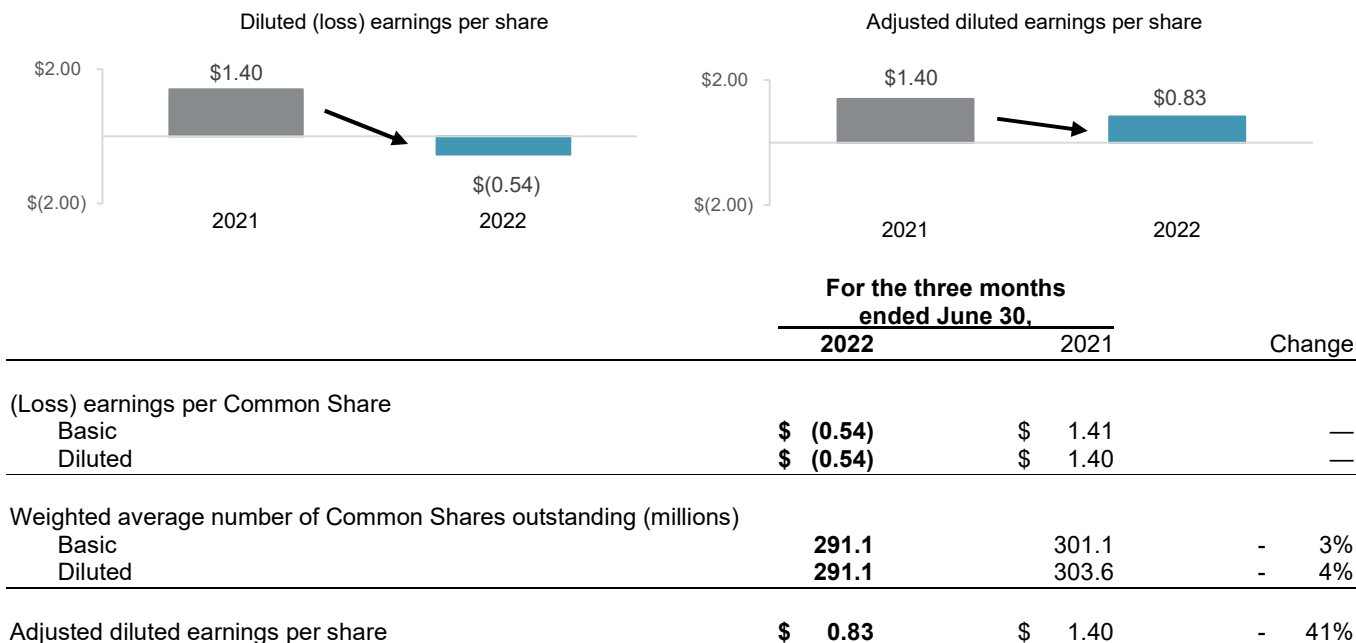 Diluted (loss) earnings per share
$2.00
$1.40
$(0.54)
$(2.00)
2021 2022
Adjusted diluted earnings per share
$2.00
$1.40
$0.83
$(2.00)
2021 2022
For the three months
ended June 30,
2022 2021 Change
(Loss) earnings per Common Share
Basic $ (0.54) $ 1.41 —
Diluted $ (0.54) $ 1.40 —
Weighted average number of Common Shares outstanding (millions)
Basic 291.1 301.1 - 3%
Diluted 291.1 303.6 - 4%
Adjusted diluted earnings per share $ 0.83 $ 1.40 - 41%